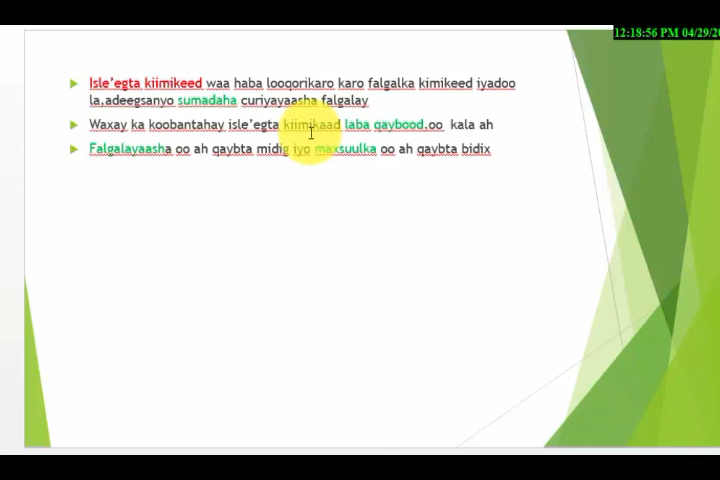 12:18:56 PM 04/29/20
Isle'egta kiimikeed waa haba looqorikaro karo falgalka kimikeed iyadoo
la,adeegsanyo sumadaha curiyayaasha falgalay
Waxay ka koobantahay isle'egta kiimikaad laba qaybood.oo kala ah
Falgalayaasha oo ah qaybta midig iyo maxsuulka oo ah qaybta bidix